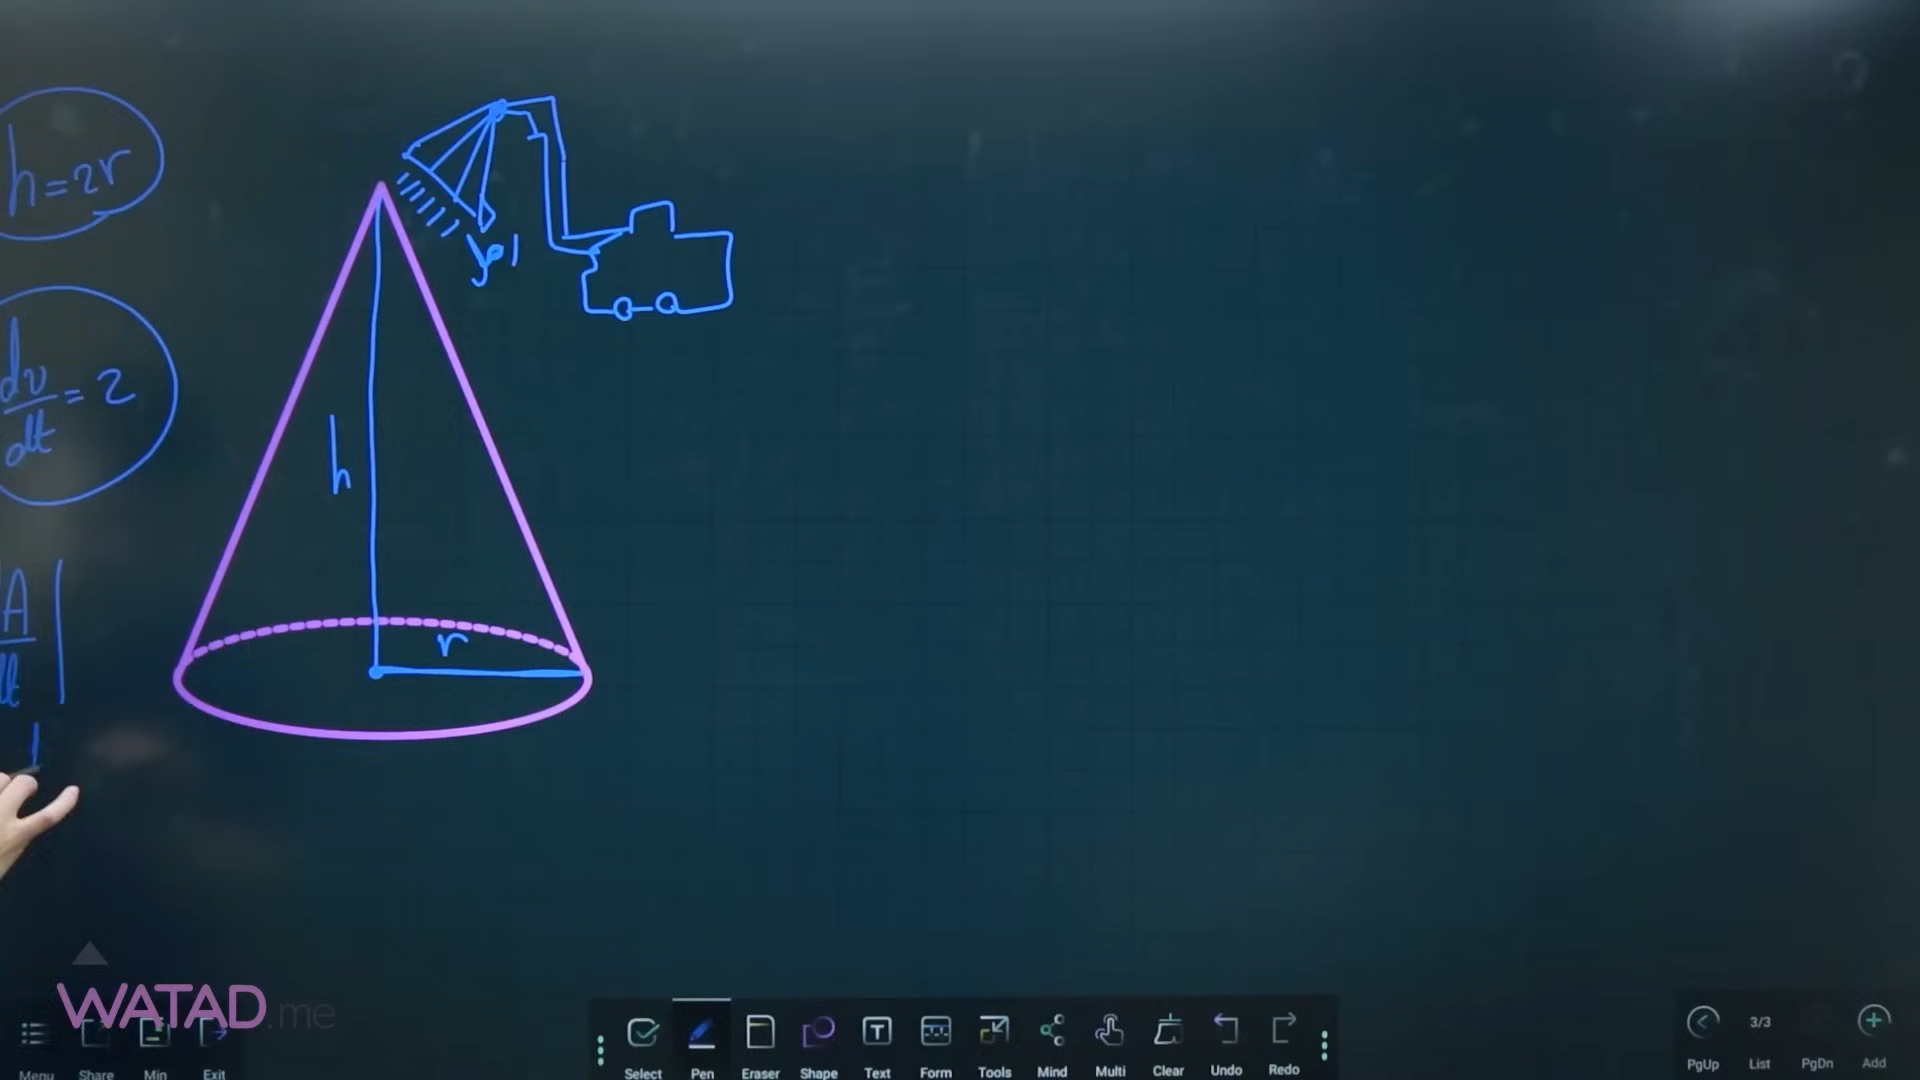 h=2r
dv/dt = 2
A
h
r
WATAD.me
Menu Share Min Exit
Select Pen Eraser Shape Text Form Tools Mind Multi Clear Undo Redo
3/3
PgUp List PgDn Add